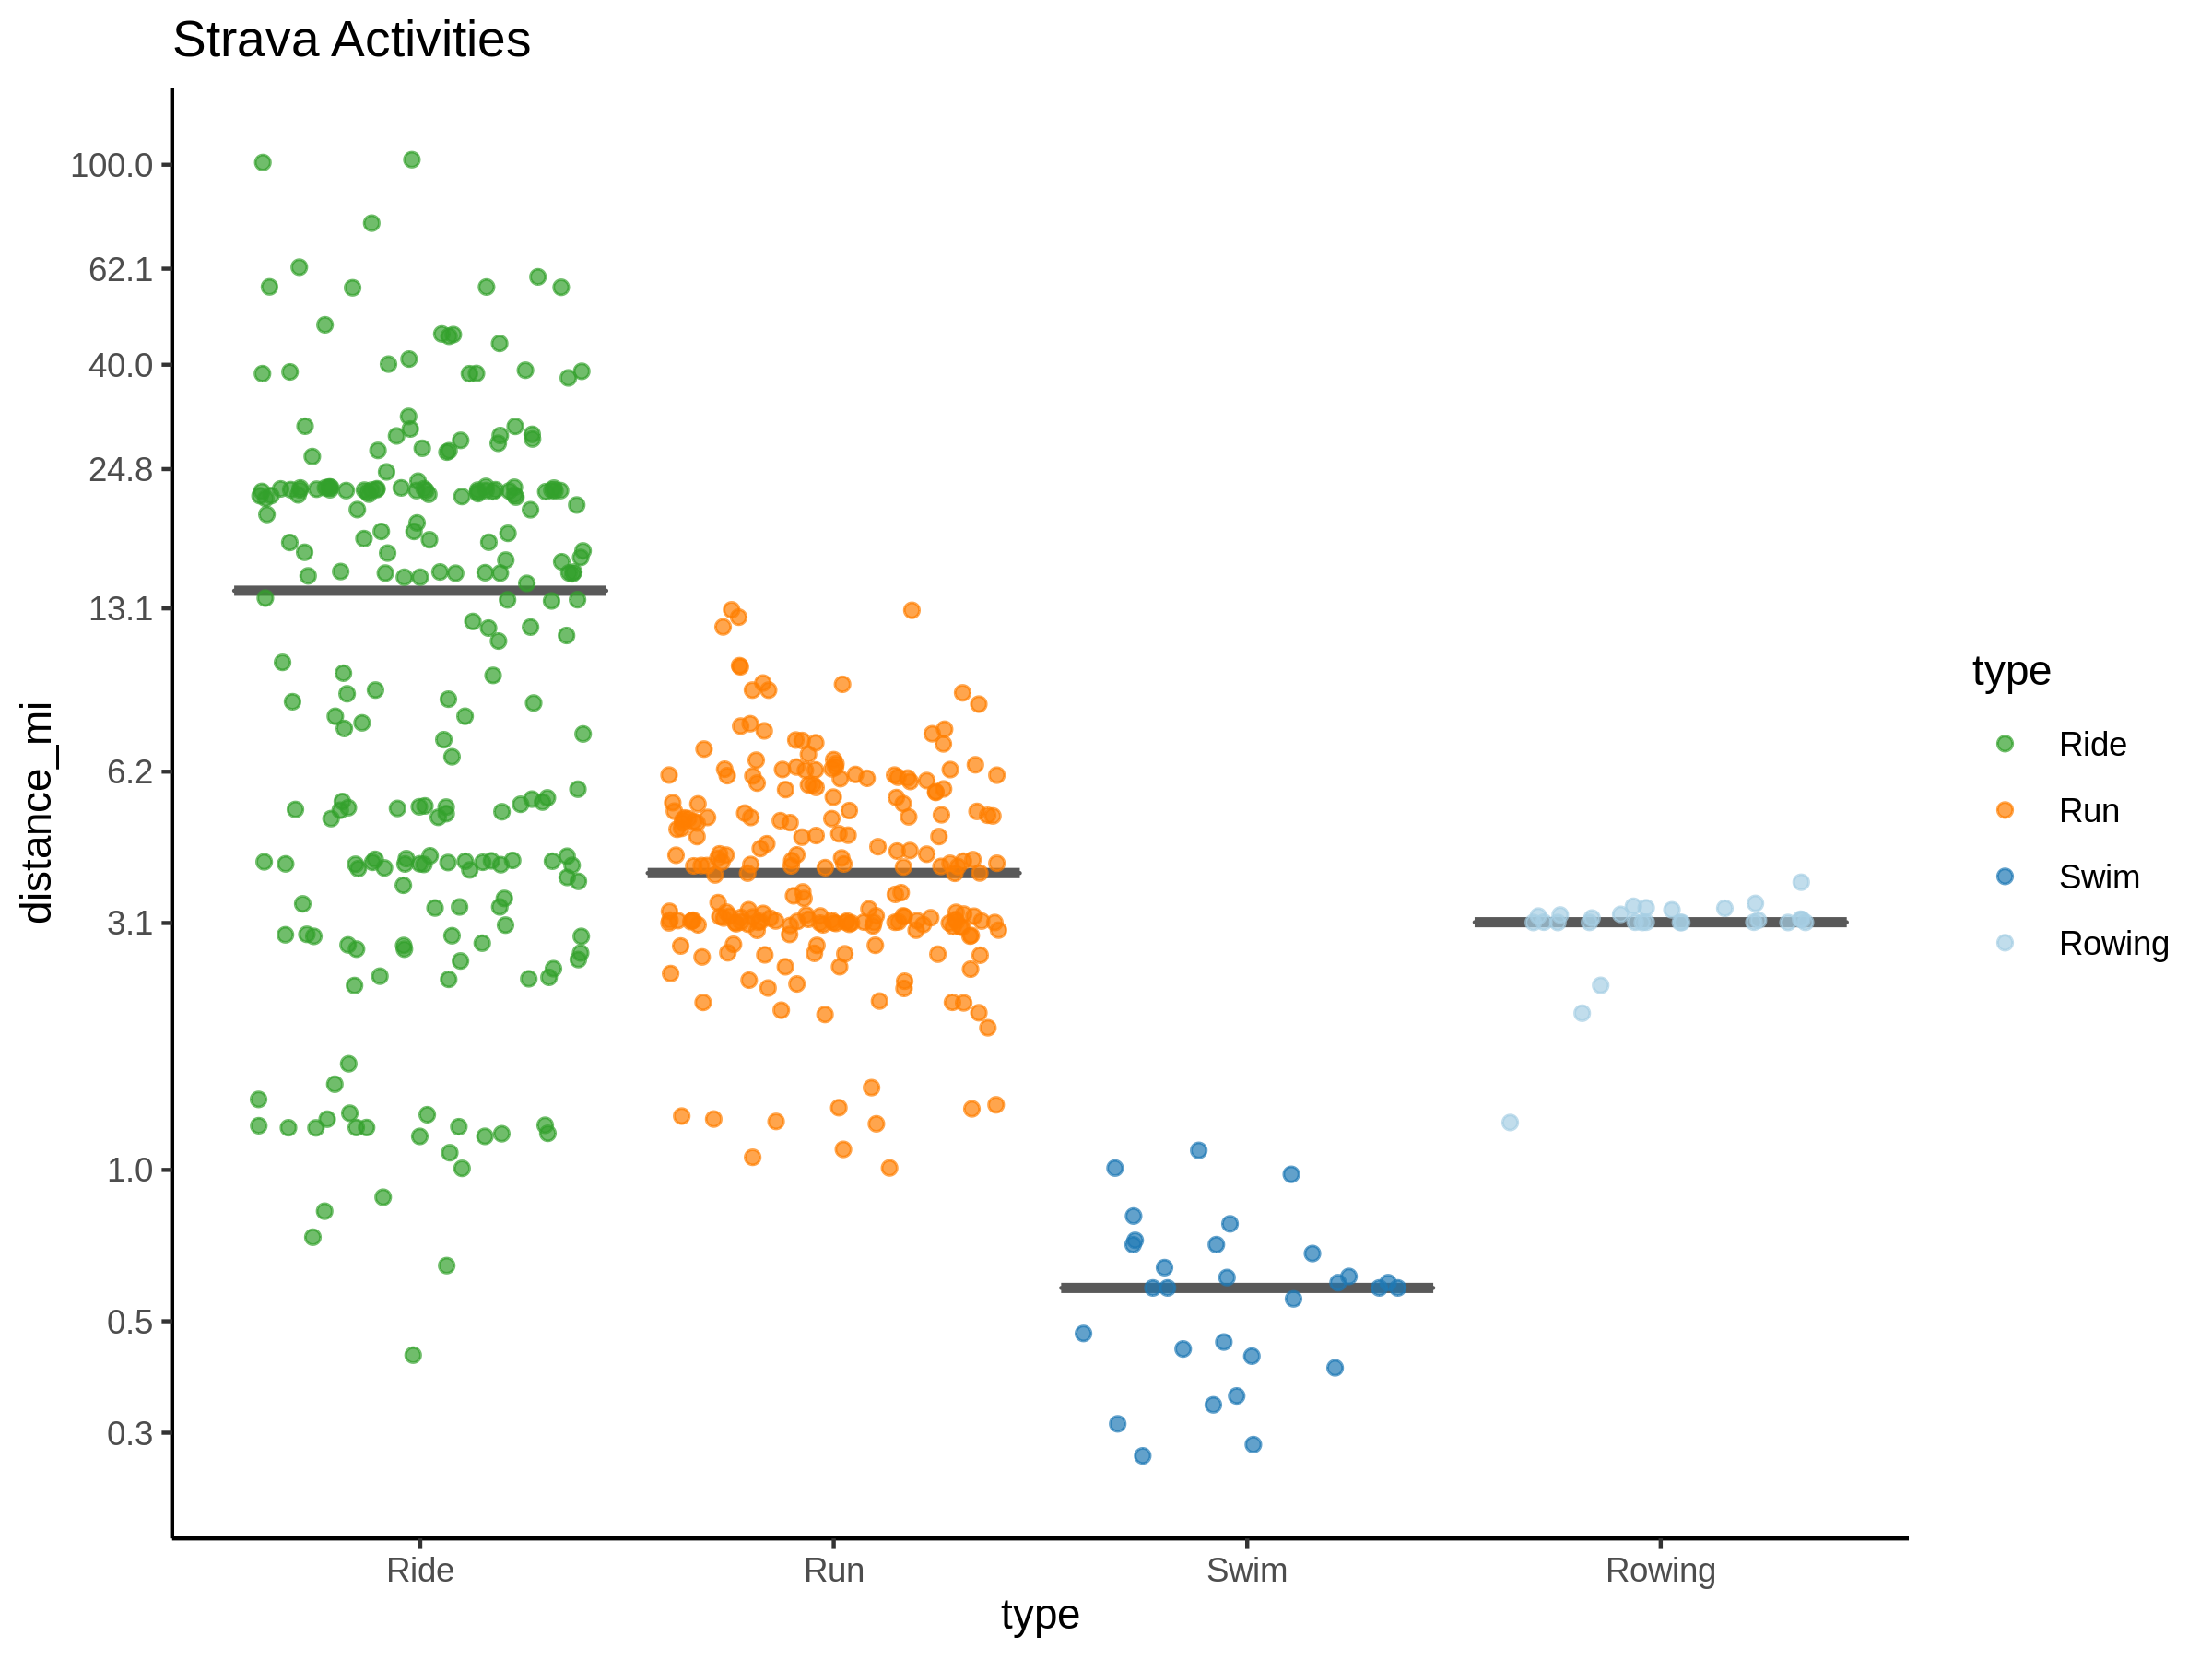 Strava Activities
distance_mi
100.0
62.1
40.0
24.8
13.1
6.2
3.1
1.0
0.5
0.3
Ride
Run
Swim
Rowing
type
type
Ride
Run
Swim
Rowing